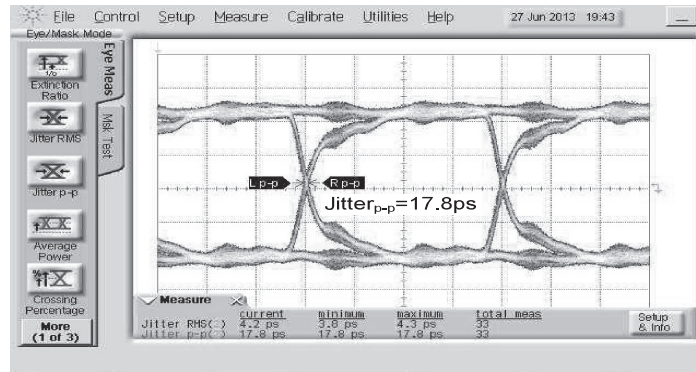 File Control Setup Measure Calibrate Utilities Help 27 Jun 2013 19:43
Eye/Mask Mode
Extinction
Ratio
Jitter RMS
Jitter p-p
Average
Power
Crossing
Percentage
More
(1 of 3)
Eye Meas
Msk Test
L p-p
R p-p
Jitterp-p=17.8ps
Measure
current minimum maximum total meas
Jitter RMS( ) 4.2 ps 3.8 ps 4.3 ps 33
Jitter p-p( ) 17.8 ps 17.8 ps 17.8 ps 33
Setup
& Info